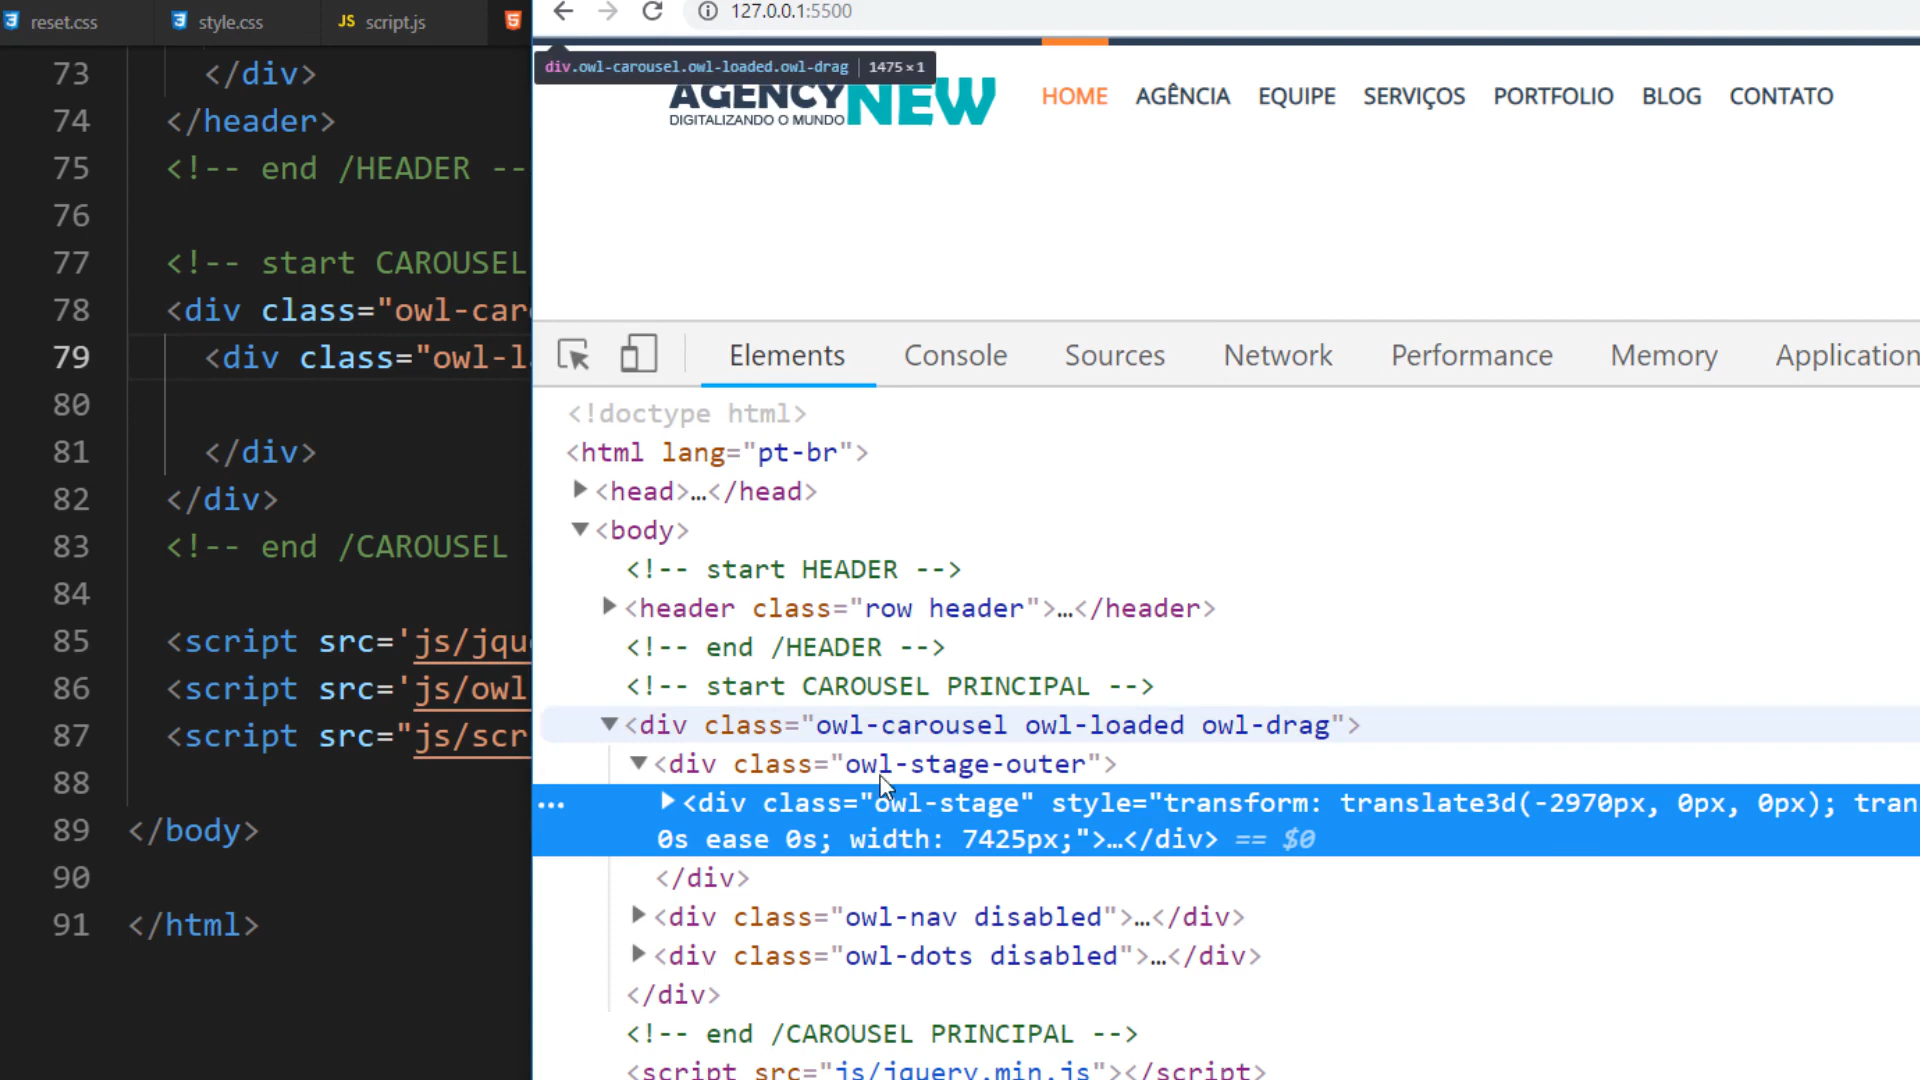 reset.css
style.css
JS script.js
73 </div>
74 </header>
75 <!-- end /HEADER --
76
77 <!-- start CAROUSEL
78 <div class="owl-car
79 <div class="owl-l
80
81 </div>
82 </div>
83 <!-- end /CAROUSEL
84
85 <script src='js/jqu
86 <script src='js/owl
87 <script src="js/scr
88
89 </body>
90
91 </html>
127.0.0.1:5500
div.owl-carousel.owl-loaded.owl-drag 1475×1
AGENCY NEW
DIGITALIZANDO O MUNDO
HOME AGÊNCIA EQUIPE SERVIÇOS PORTFOLIO BLOG CONTATO
Elements Console Sources Network Performance Memory Application
<!doctype html>
<html lang="pt-br">
<head>…</head>
<body>
<!-- start HEADER -->
<header class="row header">…</header>
<!-- end /HEADER -->
<!-- start CAROUSEL PRINCIPAL -->
<div class="owl-carousel owl-loaded owl-drag">
<div class="owl-stage-outer">
… <div class="owl-stage" style="transform: translate3d(-2970px, 0px, 0px); tran
0s ease 0s; width: 7425px;">…</div> == $0
</div>
<div class="owl-nav disabled">…</div>
<div class="owl-dots disabled">…</div>
</div>
<!-- end /CAROUSEL PRINCIPAL -->
<script src="js/jquery.min.js"></script>